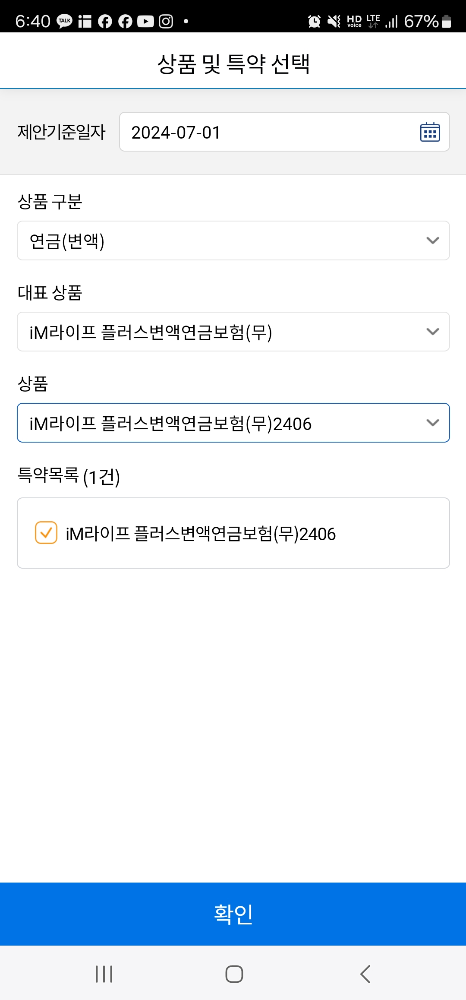 6:40 TALK HD voice LTE 67%
상품 및 특약 선택
제안기준일자 2024-07-01
상품 구분
연금(변액)
대표 상품
iM라이프 플러스변액연금보험(무)
상품
iM라이프 플러스변액연금보험(무)2406
특약목록 (1건)
iM라이프 플러스변액연금보험(무)2406
확인